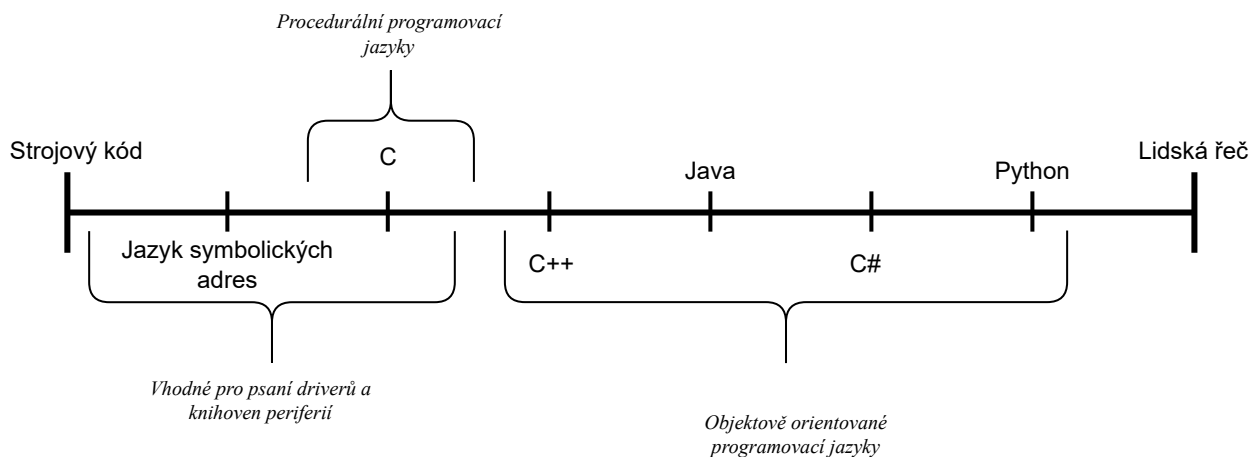 Procedurální programovací
jazyky
Strojový kód
C
Java
Python
Lidská řeč
Jazyk symbolických
adres
C++
C#
Vhodné pro psaní driverů a
knihoven periferií
Objektově orientované
programovací jazyky